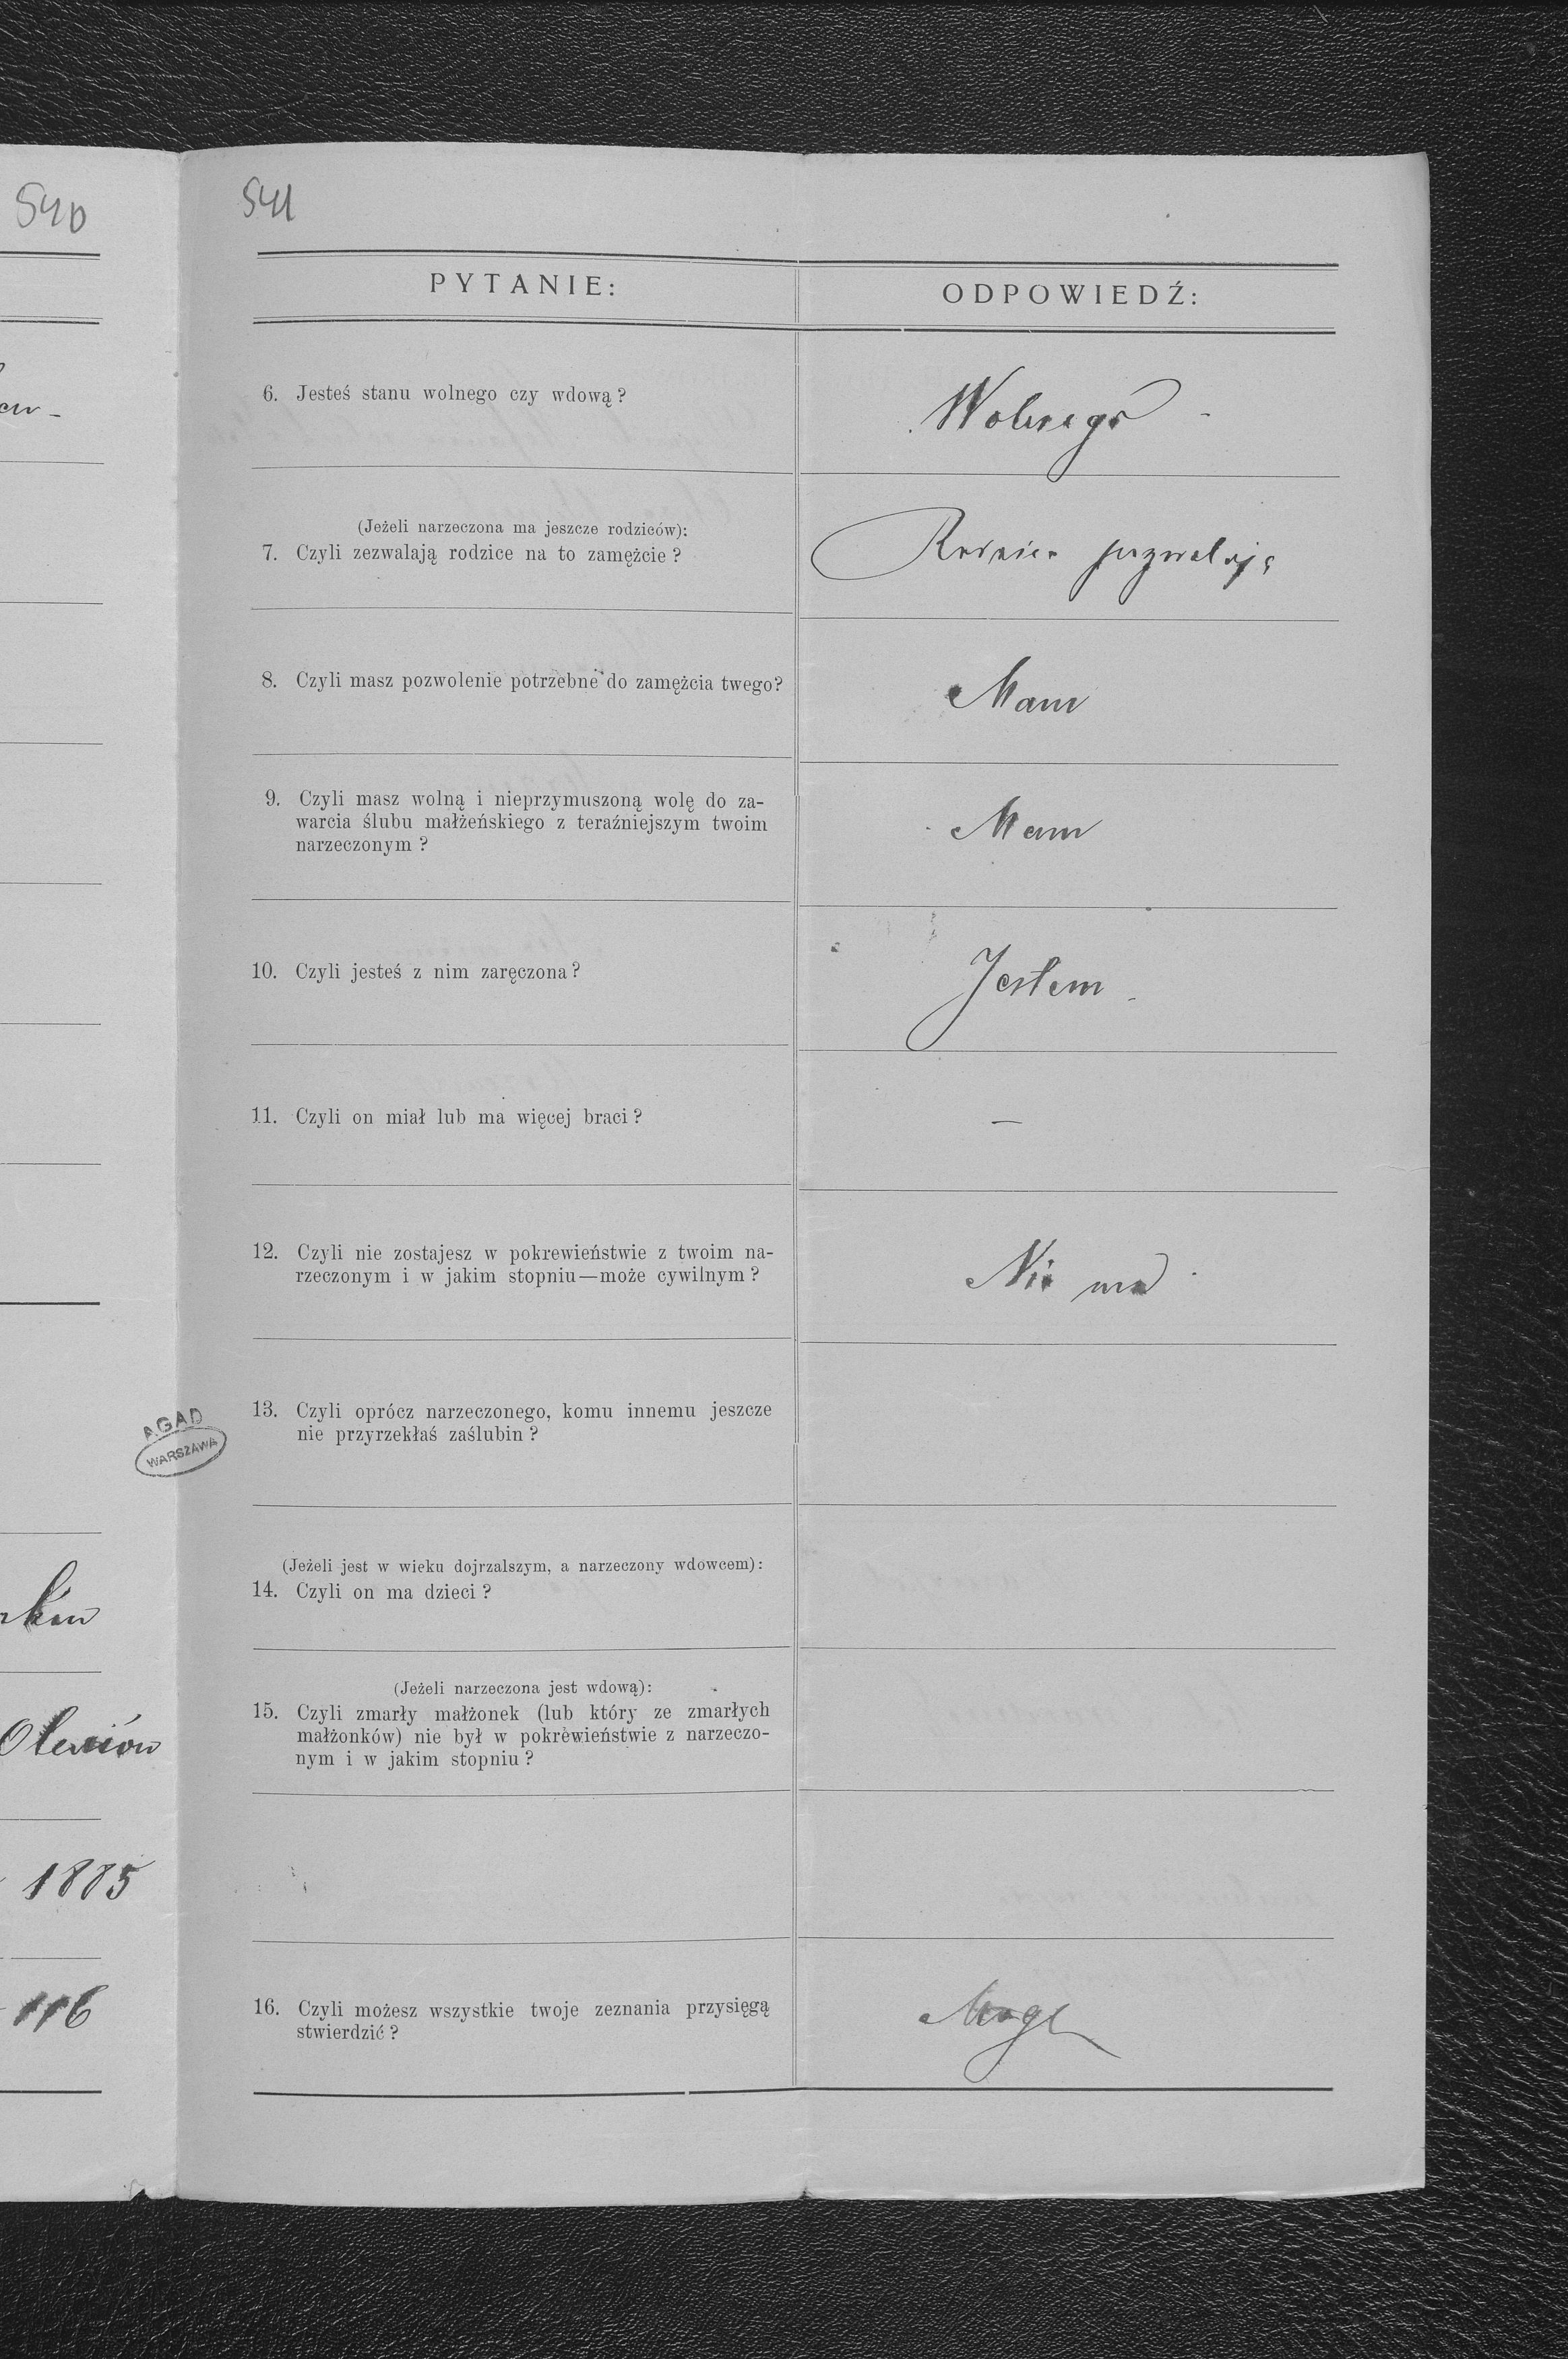 540
541
PYTANIE:
ODPOWIEDŹ:
6. Jesteś stanu wolnego czy wdową?
Wolnego
(Jeżeli narzeczona ma jeszcze rodziców):
7. Czyli zezwalają rodzice na to zamężcie?
Rodzice pozwalają
8. Czyli masz pozwolenie potrzebne do zamężcia twego?
Mam
9. Czyli masz wolną i nieprzymuszoną wolę do za-
warcia ślubu małżeńskiego z teraźniejszym twoim
narzeczonym?
Mam
10. Czyli jesteś z nim zaręczona?
Jestem
11. Czyli on miał lub ma więcej braci?
—
12. Czyli nie zostajesz w pokrewieństwie z twoim na-
rzeczonym i w jakim stopniu—może cywilnym?
Nie ma
13. Czyli oprócz narzeczonego, komu innemu jeszcze
nie przyrzekłaś zaślubin?
AGAD
WARSZAWA
(Jeżeli jest w wieku dojrzalszym, a narzeczony wdowcem):
14. Czyli on ma dzieci?
(Jeżeli narzeczona jest wdową):
15. Czyli zmarły małżonek (lub który ze zmarłych
małżonków) nie był w pokrewieństwie z narzeczo-
nym i w jakim stopniu?
1885
116
16. Czyli możesz wszystkie twoje zeznania przysięgą
stwierdzić?
Mogę